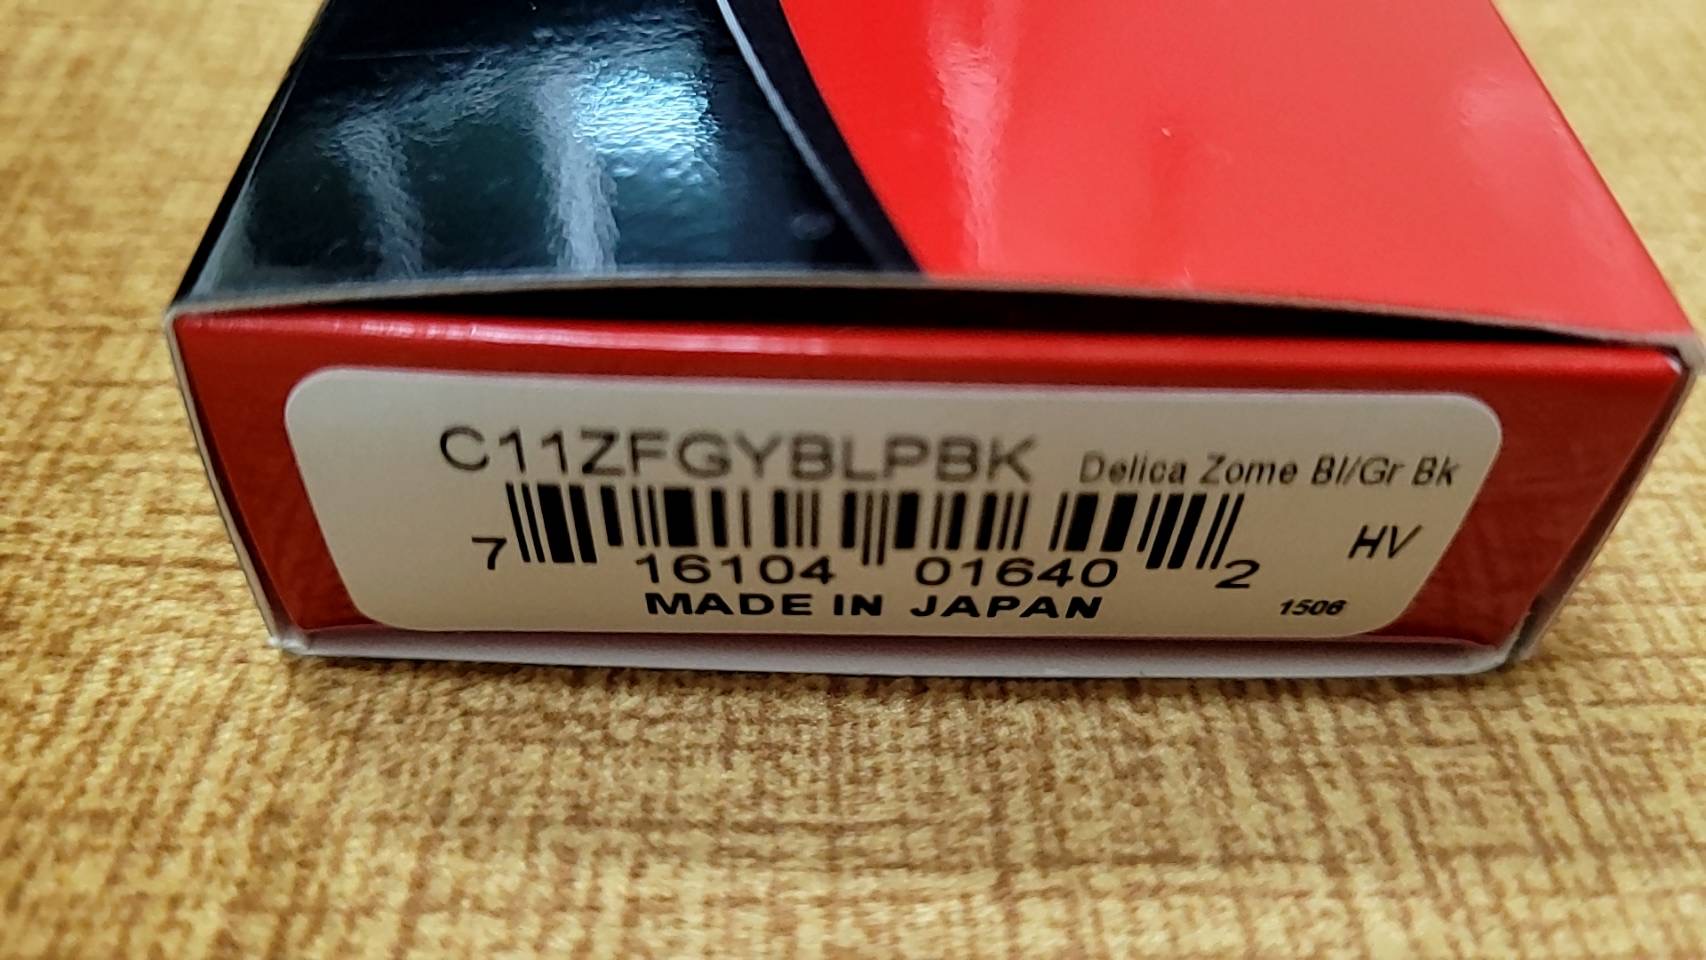 C11ZFGYBLPBK Delica Zome Bl/Gr Bk
HV
7 16104 01640 2
MADE IN JAPAN
1506